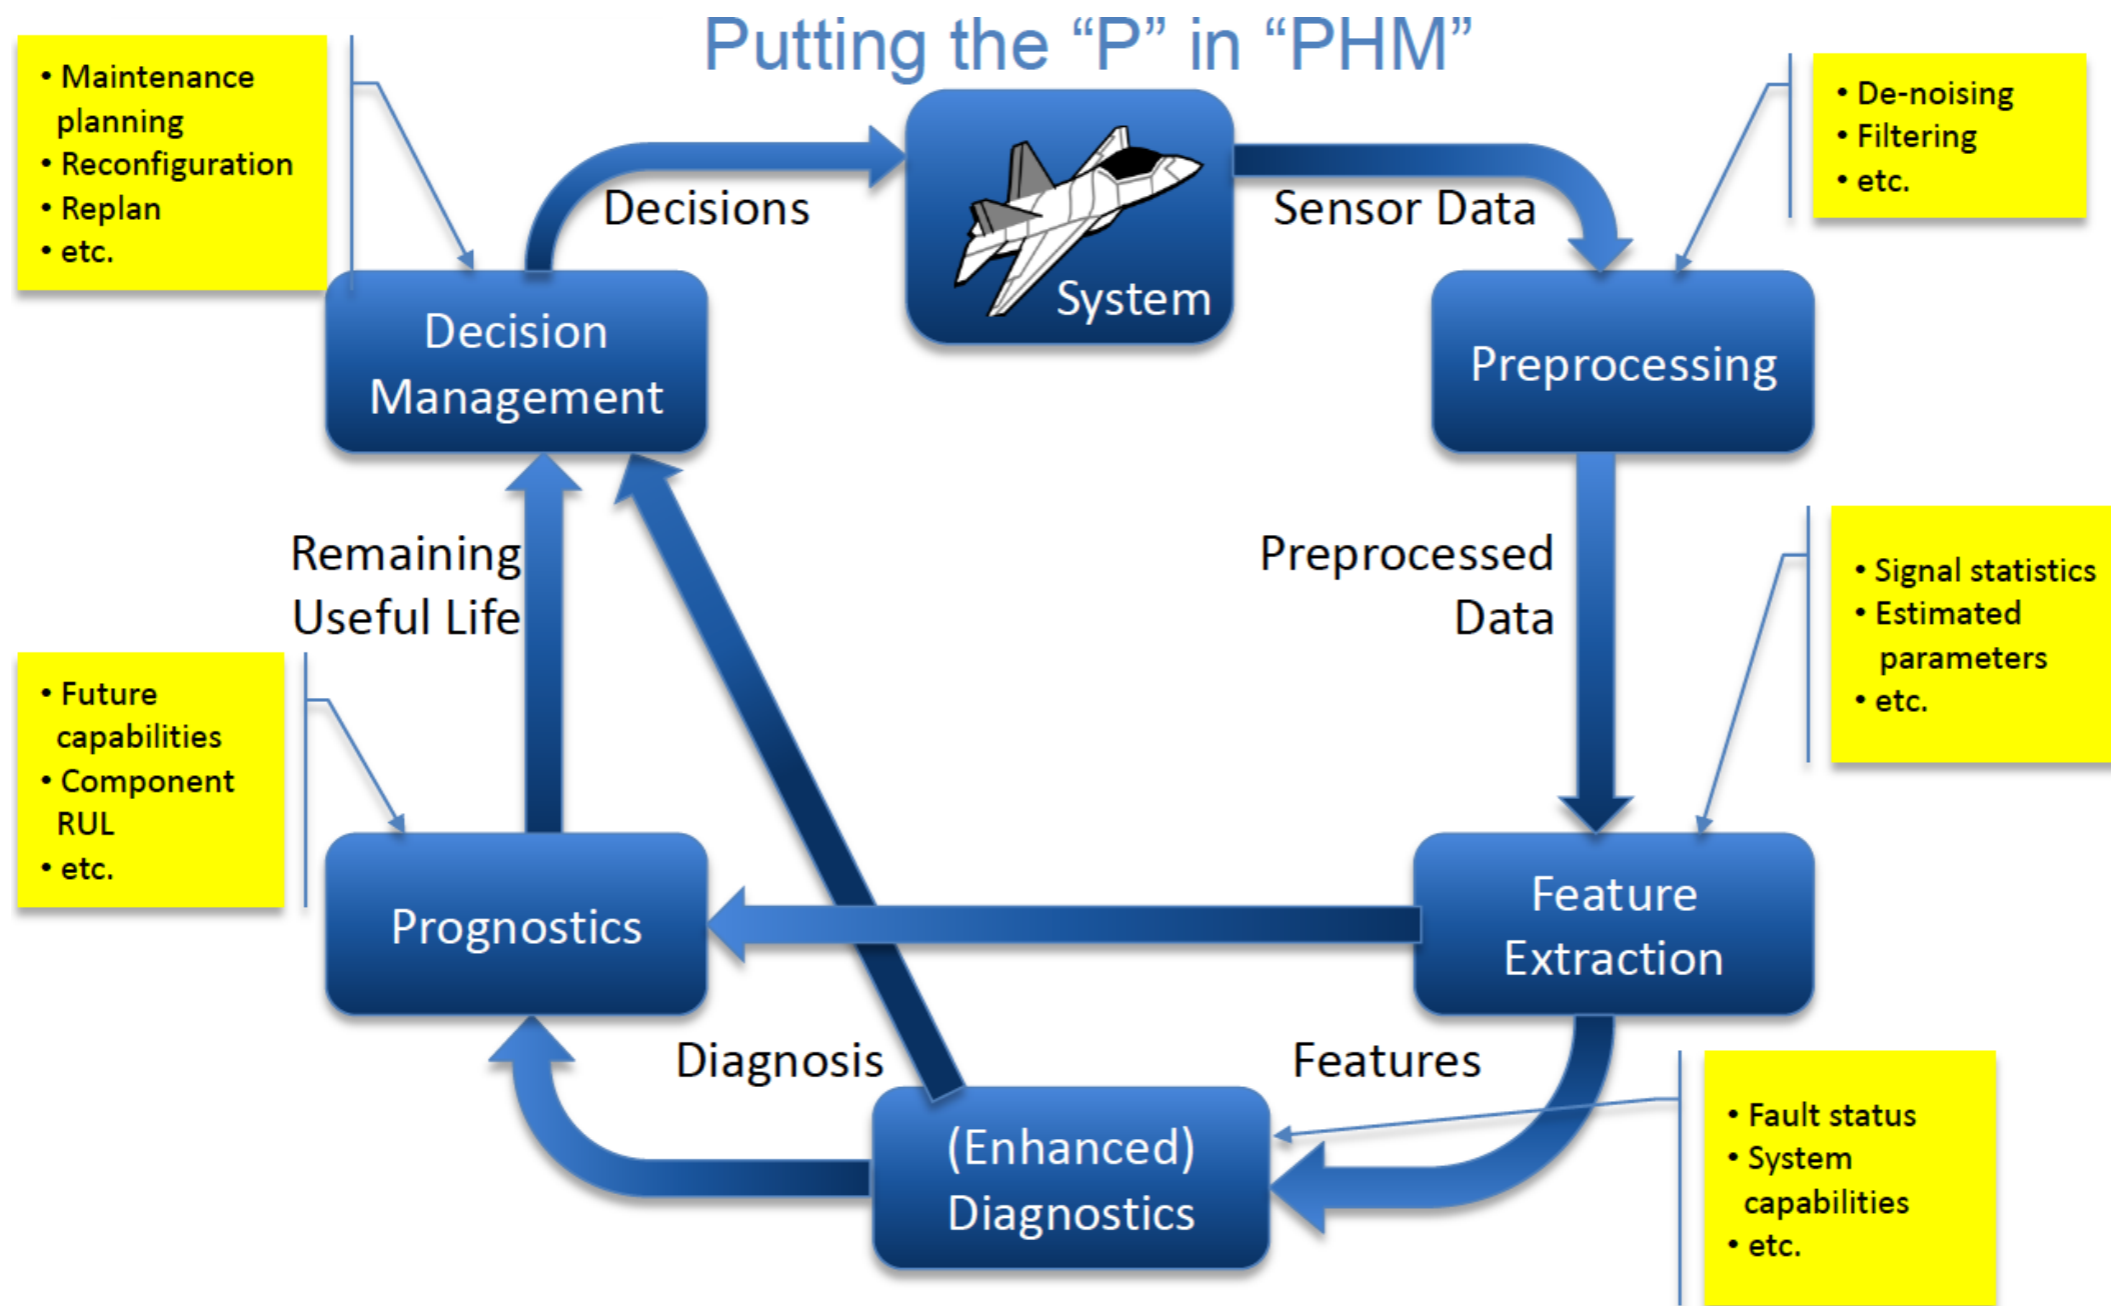 Putting the “P” in “PHM”
• Maintenance
planning
• Reconfiguration
• Replan
• etc.
Decisions
System
Sensor Data
• De-noising
• Filtering
• etc.
Decision
Management
Preprocessing
Remaining
Useful Life
Preprocessed
Data
• Signal statistics
• Estimated
parameters
• etc.
• Future
capabilities
• Component
RUL
• etc.
Prognostics
Feature
Extraction
Diagnosis
Features
(Enhanced)
Diagnostics
• Fault status
• System
capabilities
• etc.